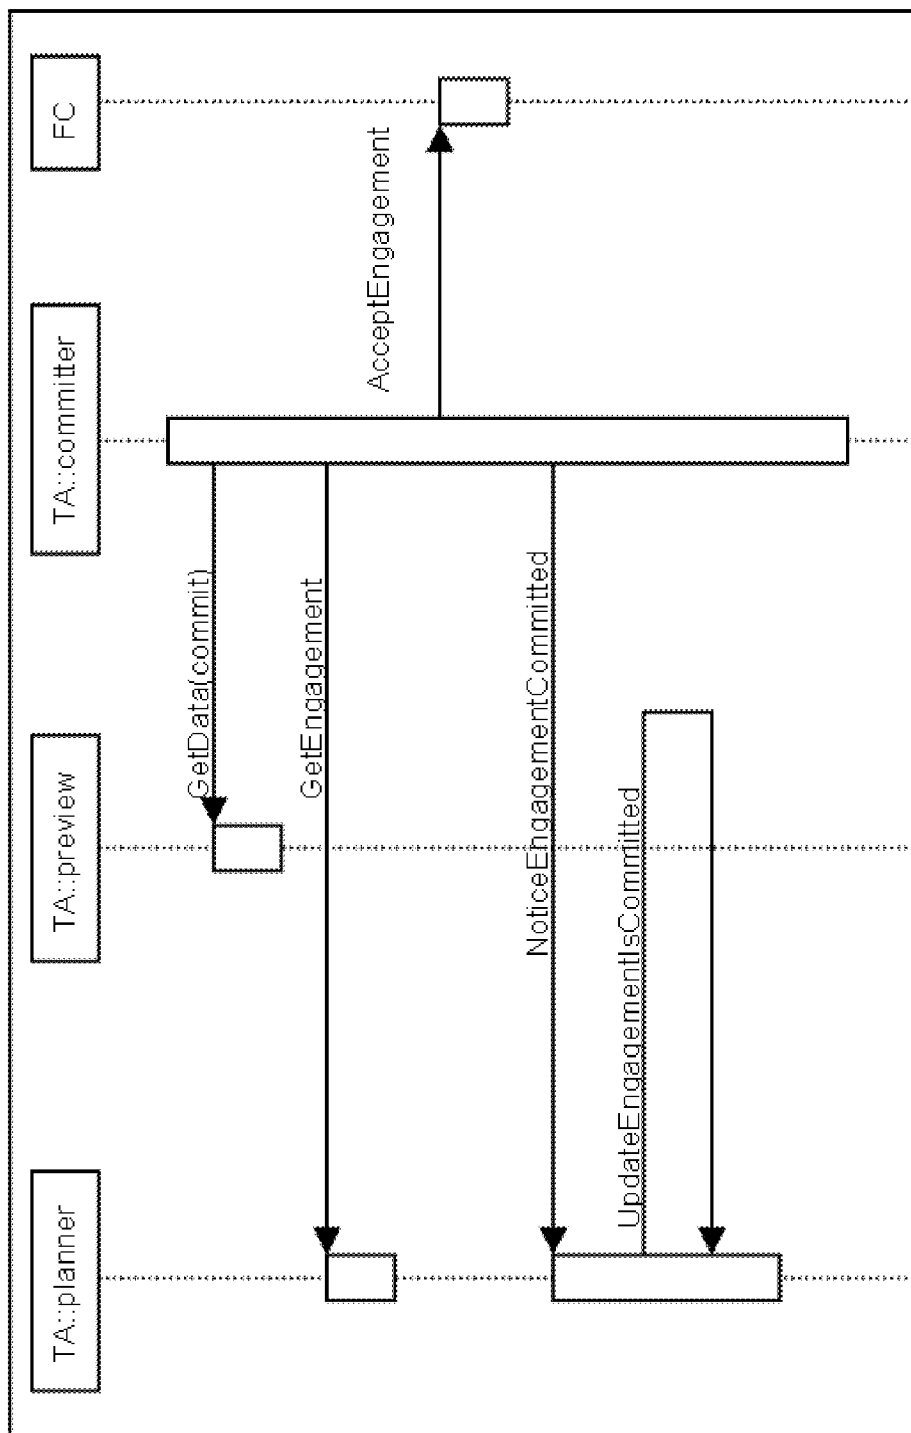 TA::planner
TA::preview
TA::committer
FC
GetData(commit)
GetEngagement
AcceptEngagement
NoticeEngagementCommitted
UpdateEngagementIsCommitted